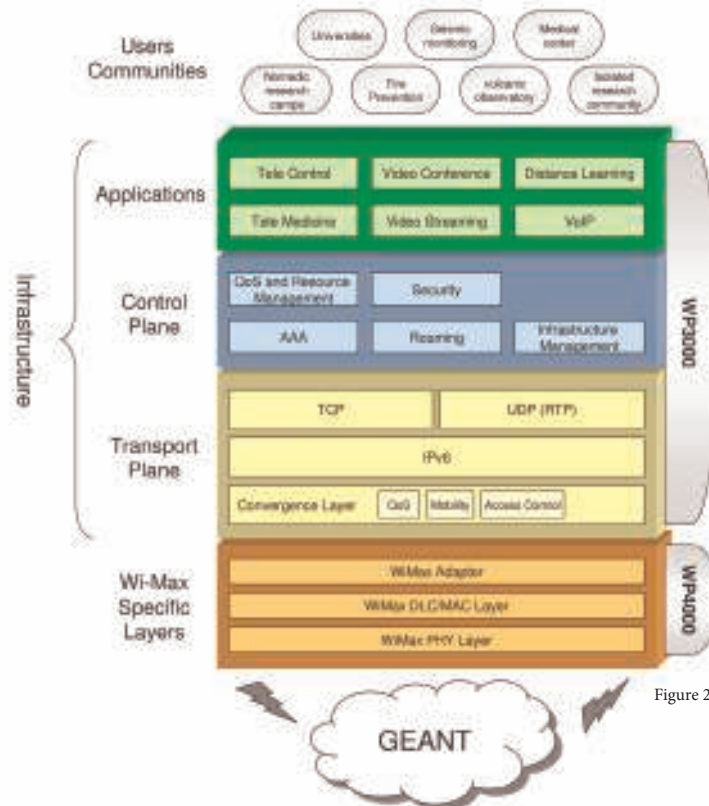 Users
Communities
Universities
Seismic
monitoring
Medical
center
Nomadic
research
camps
Fire
Prevention
vulcanic
observatory
Isolated
research
community
Infrastructure
Applications
Tele Control
Video Conference
Distance Learning
Tele Medicine
Video Streaming
VoIP
Control
Plane
QoS and Resource
Management
Security
AAA
Roaming
Infrastructure
Management
WP3000
Transport
Plane
TCP
UDP (RTP)
IPv6
Convergence Layer
QoS
Mobility
Access Control
Wi-Max
Specific
Layers
WiMax Adaptor
WiMax DLC/MAC Layer
WiMax PHY Layer
WP4000
Figure 2
GEANT